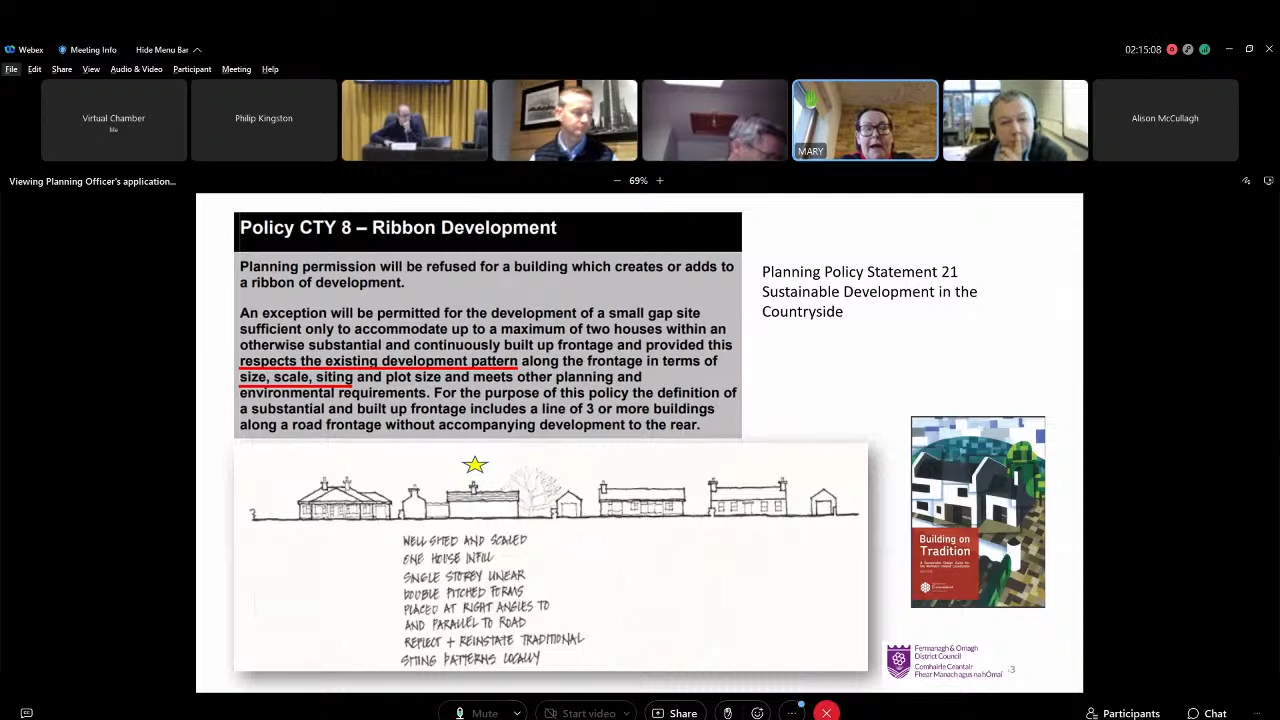 Webex
Meeting Info
Hide Menu Bar
02:15:08
File Edit Share View Audio & Video Participant Meeting Help
Virtual Chamber
Me
Philip Kingston
MARY
Alison McCullagh
Viewing Planning Officer's application...
69%
Policy CTY 8 – Ribbon Development
Planning permission will be refused for a building which creates or adds to
a ribbon of development.
An exception will be permitted for the development of a small gap site
sufficient only to accommodate up to a maximum of two houses within an
otherwise substantial and continuously built up frontage and provided this
respects the existing development pattern along the frontage in terms of
size, scale, siting and plot size and meets other planning and
environmental requirements. For the purpose of this policy the definition of
a substantial and built up frontage includes a line of 3 or more buildings
along a road frontage without accompanying development to the rear.
Planning Policy Statement 21
Sustainable Development in the
Countryside
WELL SITED AND SCALED
ONE HOUSE INFILL
SINGLE STOREY LINEAR
DOUBLE PITCHED FORMS
PLACED AT RIGHT ANGLES TO
AND PARALLEL TO ROAD
REFLECT + REINSTATE TRADITIONAL
SITING PATTERNS LOCALLY
Building on
Tradition
Fermanagh & Omagh
District Council
Comhairle Ceantair
Fhear Manach agus na hÓmaí
Mute
Start video
Share
Participants
Chat